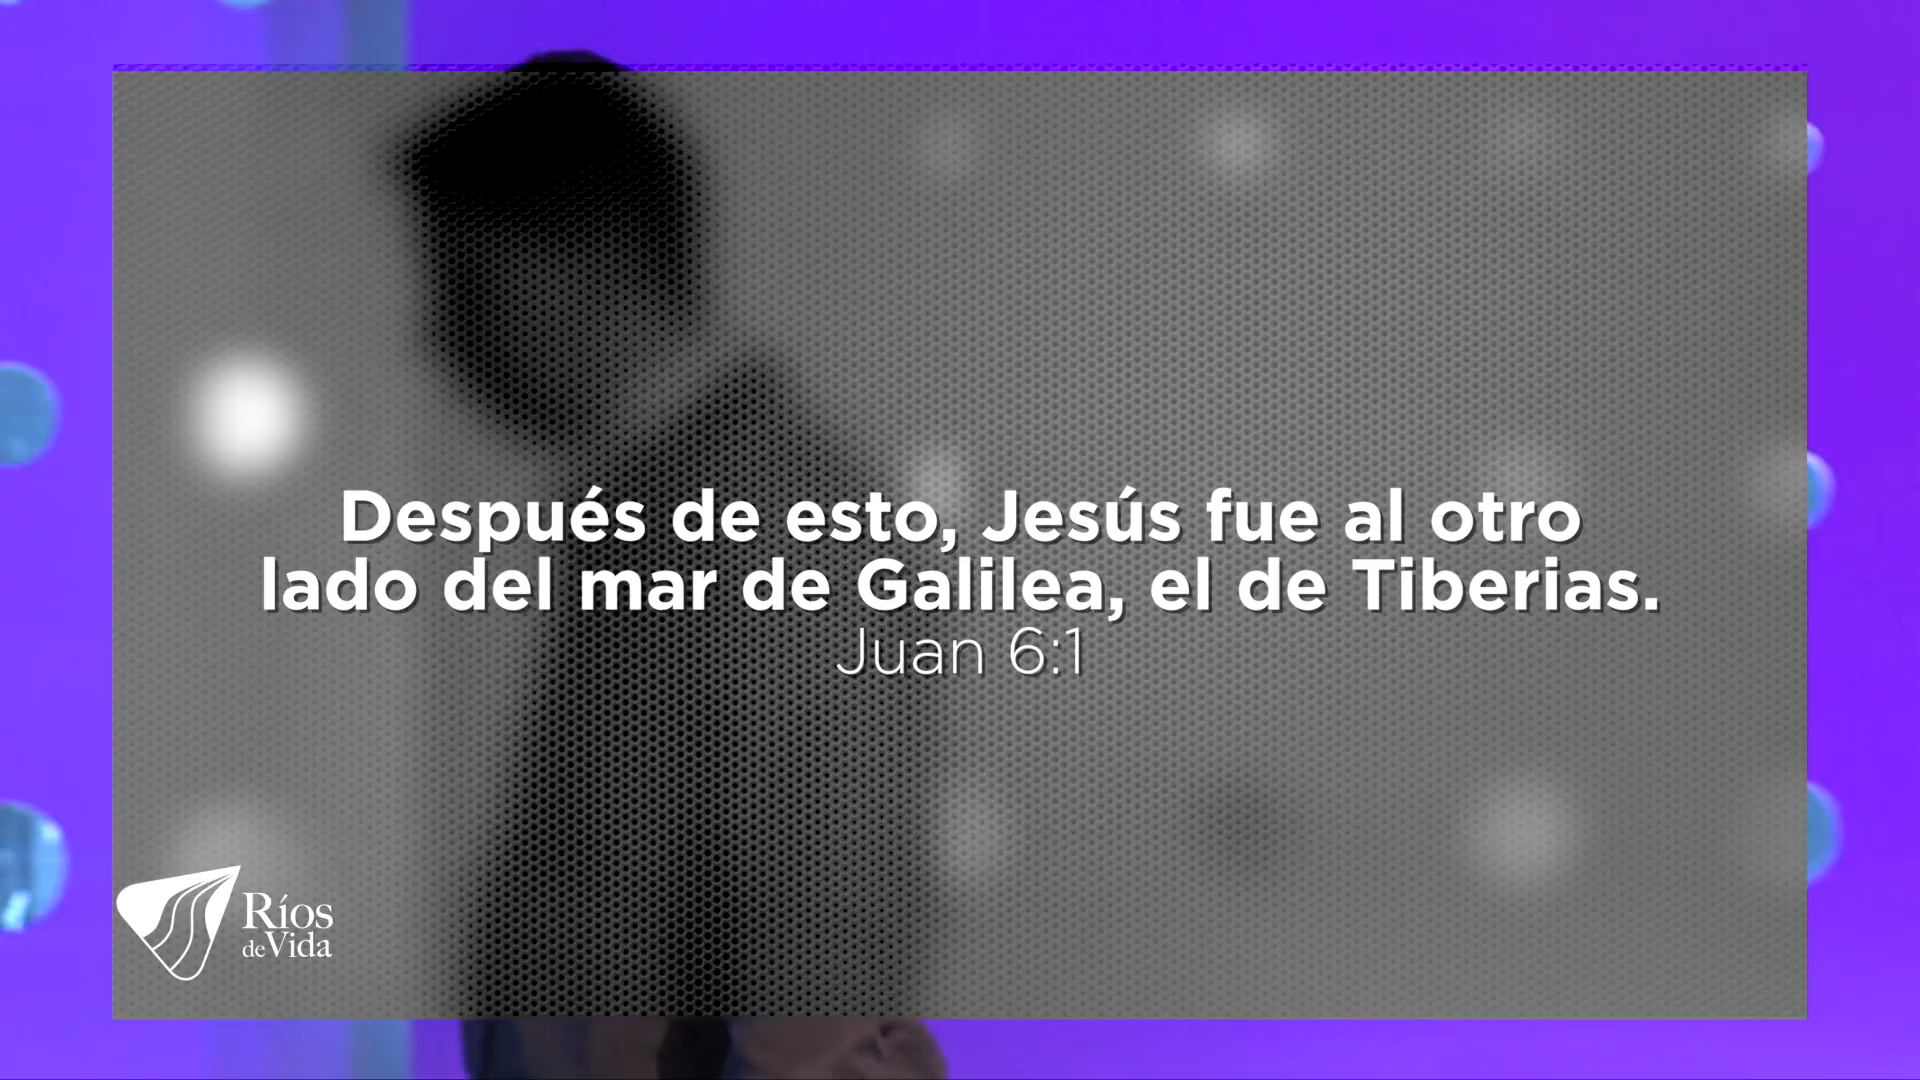 Después de esto, Jesús fue al otro
lado del mar de Galilea, el de Tiberias.
Juan 6:1
Ríos
de Vida